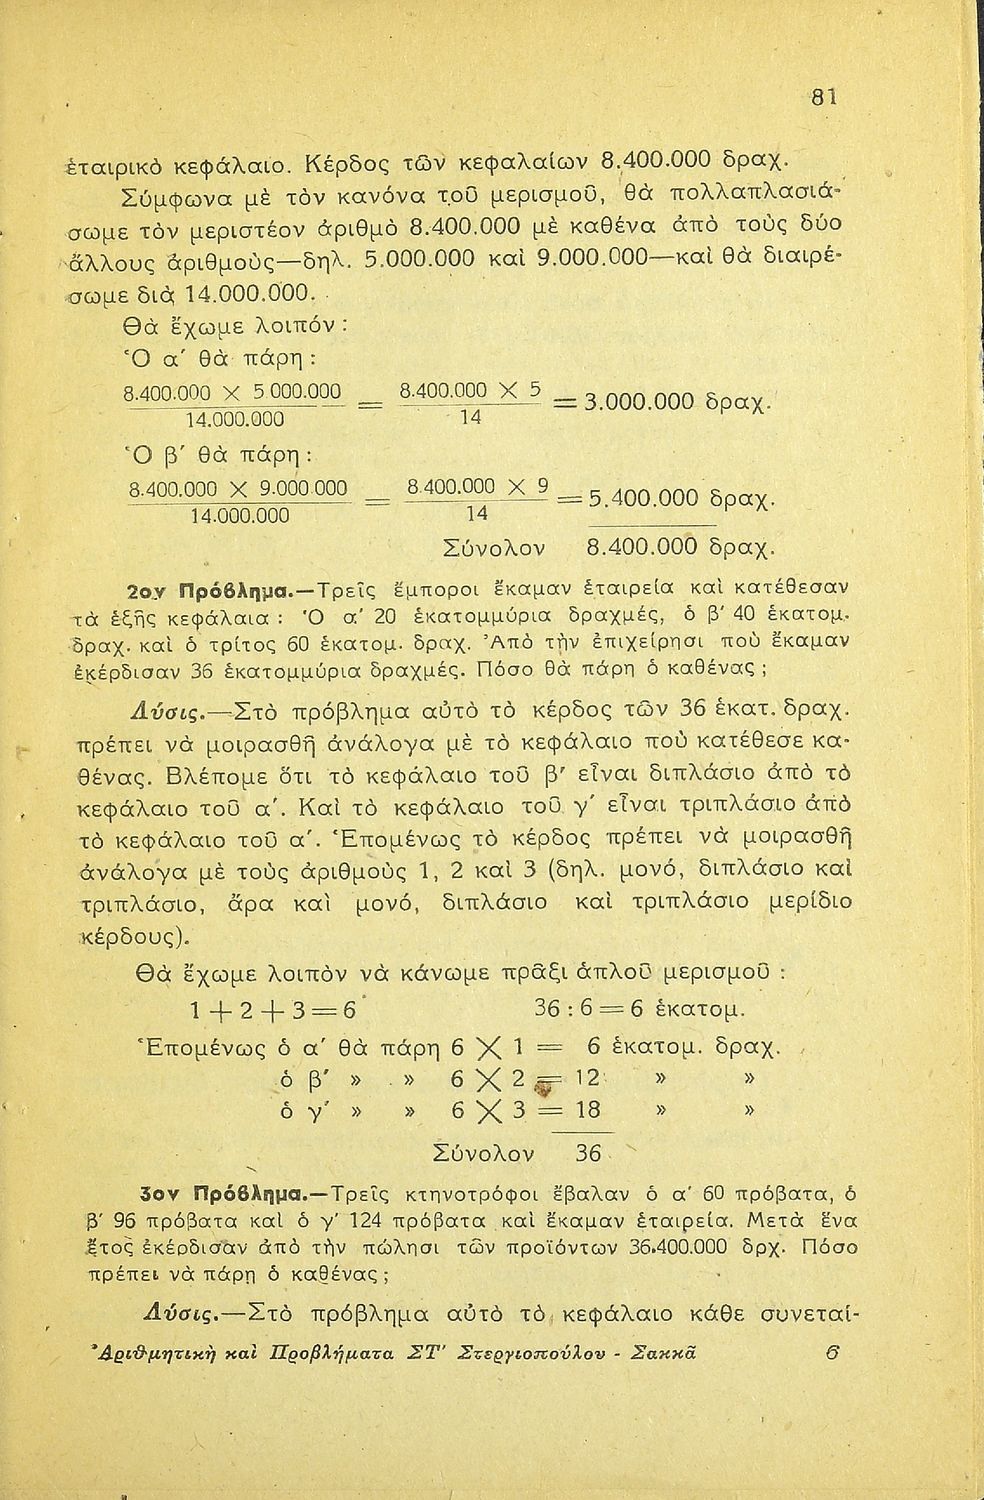 81
ἑταιρικὸ κεφάλαιο. Κέρδος τῶν κεφαλαίων 8.400.000 δραχ.
Σύμφωνα μὲ τὸν κανόνα τοῦ μερισμοῦ, θὰ πολλαπλασιά-
σωμε τὸν μεριστέον ἀριθμὸ 8.400.000 μὲ καθένα ἀπὸ τοὺς δύο
ἄλλους ἀριθμοὺς—δηλ. 5.000.000 καὶ 9.000.000—καὶ θὰ διαιρέ-
σωμε διὰ 14.000.000.
Θὰ ἔχωμε λοιπόν :
Ὁ α′ θὰ πάρη :
8.400.000 × 5 000.000 = 8.400.000 × 5 = 3.000.000 δραχ.
14.000.000 14
Ὁ β′ θὰ πάρη :
8.400.000 × 9.000 000 = 8 400.000 × 9 = 5.400.000 δραχ.
14.000.000 14
Σύνολον 8.400.000 δραχ.
2ον Πρόβλημα.—Τρεῖς ἔμποροι ἔκαμαν ἑταιρεία καὶ κατέθεσαν
τὰ ἑξῆς κεφάλαια : Ὁ α′ 20 ἑκατομμύρια δραχμές, ὁ β′ 40 ἑκατομ.
δραχ. καὶ ὁ τρίτος 60 ἑκατομ. δραχ. Ἀπὸ τὴν ἐπιχείρησι ποὺ ἔκαμαν
ἐκέρδισαν 36 ἑκατομμύρια δραχμές. Πόσο θὰ πάρη ὁ καθένας ;
Λύσις.—Στὸ πρόβλημα αὐτὸ τὸ κέρδος τῶν 36 ἑκατ. δραχ.
πρέπει νὰ μοιρασθῆ ἀνάλογα μὲ τὸ κεφάλαιο ποὺ κατέθεσε κα-
θένας. Βλέπομε ὅτι τὸ κεφάλαιο τοῦ β′ εἶναι διπλάσιο ἀπὸ τὸ
κεφάλαιο τοῦ α′. Καὶ τὸ κεφάλαιο τοῦ γ′ εἶναι τριπλάσιο ἀπὸ
τὸ κεφάλαιο τοῦ α′. Ἑπομένως τὸ κέρδος πρέπει νὰ μοιρασθῆ
ἀνάλογα μὲ τοὺς ἀριθμοὺς 1, 2 καὶ 3 (δηλ. μονό, διπλάσιο καὶ
τριπλάσιο, ἄρα καὶ μονό, διπλάσιο καὶ τριπλάσιο μερίδιο
κέρδους).
Θὰ ἔχωμε λοιπὸν νὰ κάνωμε πρᾶξι ἁπλοῦ μερισμοῦ :
1 + 2 + 3 = 6 36 : 6 = 6 ἑκατομ.
Ἑπομένως ὁ α′ θὰ πάρη 6 × 1 = 6 ἑκατομ. δραχ.
ὁ β′ » » 6 × 2 = 12 » »
ὁ γ′ » » 6 × 3 = 18 » »
Σύνολον 36
3ον Πρόβλημα.—Τρεῖς κτηνοτρόφοι ἔβαλαν ὁ α′ 60 πρόβατα, ὁ
β′ 96 πρόβατα καὶ ὁ γ′ 124 πρόβατα καὶ ἔκαμαν ἑταιρεία. Μετὰ ἕνα
ἔτος ἐκέρδισαν ἀπὸ τὴν πώλησι τῶν προϊόντων 36.400.000 δρχ. Πόσο
πρέπει νὰ πάρη ὁ καθένας ;
Λύσις.—Στὸ πρόβλημα αὐτὸ τὸ κεφάλαιο κάθε συνεταί-
Ἀριθμητικὴ καὶ Προβλήματα ΣΤ′ Στεργιοπούλου - Σακκᾶ 6